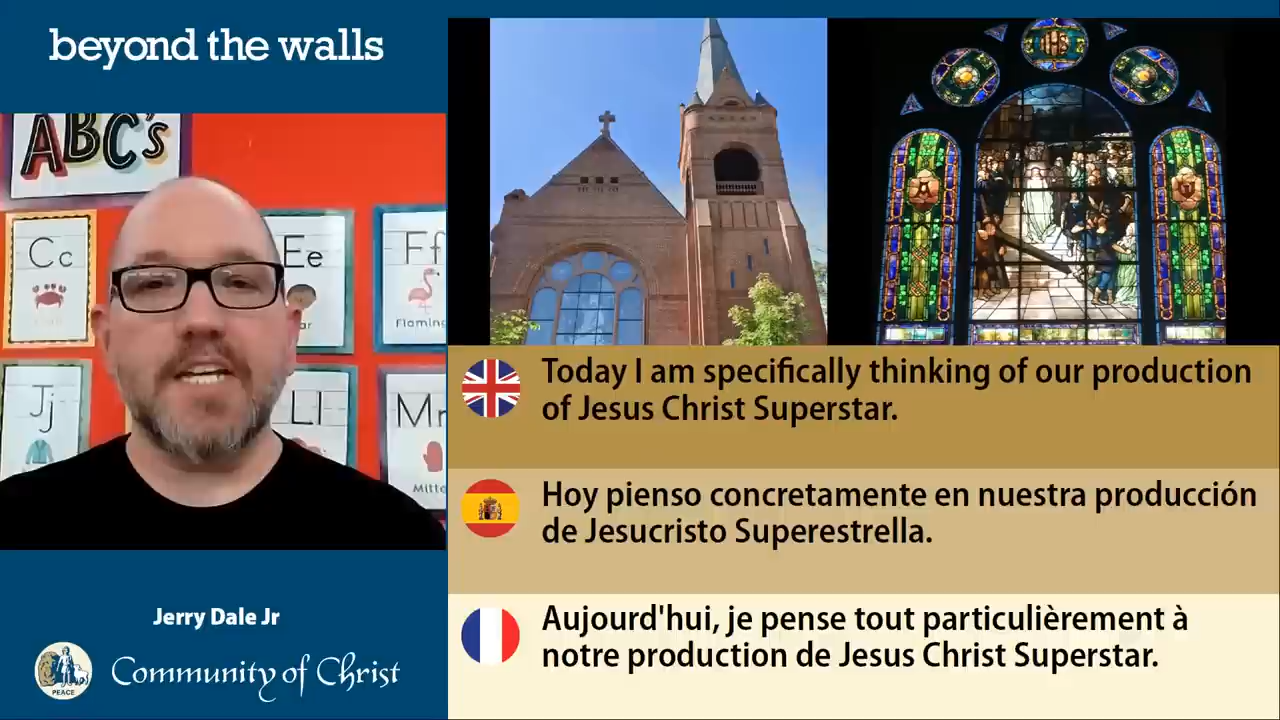 beyond the walls
ABC's
Cc
Ee
Ff
Flaming
Jj
Ll
Mitte
Jerry Dale Jr
PEACE
Community of Christ
IHS
Today I am specifically thinking of our production
of Jesus Christ Superstar.
Hoy pienso concretamente en nuestra producción
de Jesucristo Superestrella.
Aujourd'hui, je pense tout particulièrement à
notre production de Jesus Christ Superstar.